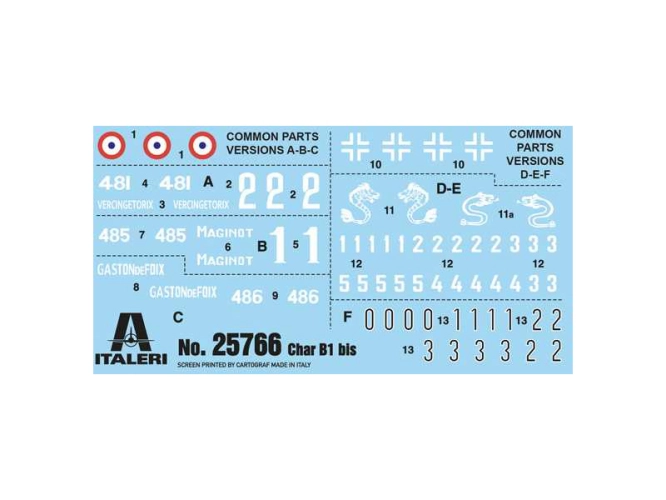 1 1 COMMON PARTS
VERSIONS A-B-C
481 4 481 A 2 2 2 2 2
VERCINGETORIX 3 VERCINGETORIX
485 7 485 MAGINOT 6 B 1 5 1
MAGINOT
GASTONDEFOIX
8 GASTONDEFOIX 486 9 486
C
ITALERI
No. 25766 Char B1 bis
SCREEN PRINTED BY CARTOGRAF MADE IN ITALY
10 10 COMMON
PARTS
VERSIONS
D-E-F
D-E
11 11a
1 1 1 1 1 2 2 2 2 2 3 3 3
12 12
5 5 5 5 5 4 4 4 4 4 3 3
F 0 0 0 0 13 1 1 1 1 13 2 2
13 3 3 3 3 2 2